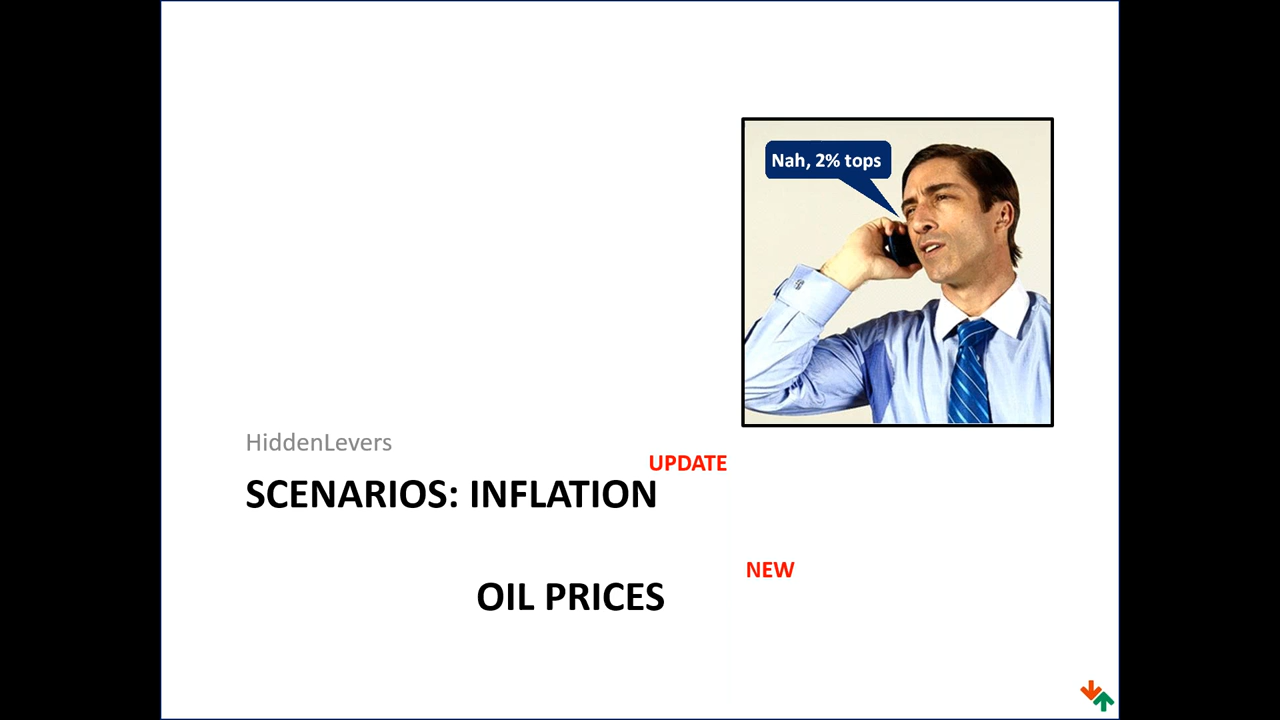 Nah, 2% tops
HiddenLevers
UPDATE
SCENARIOS: INFLATION
NEW
OIL PRICES